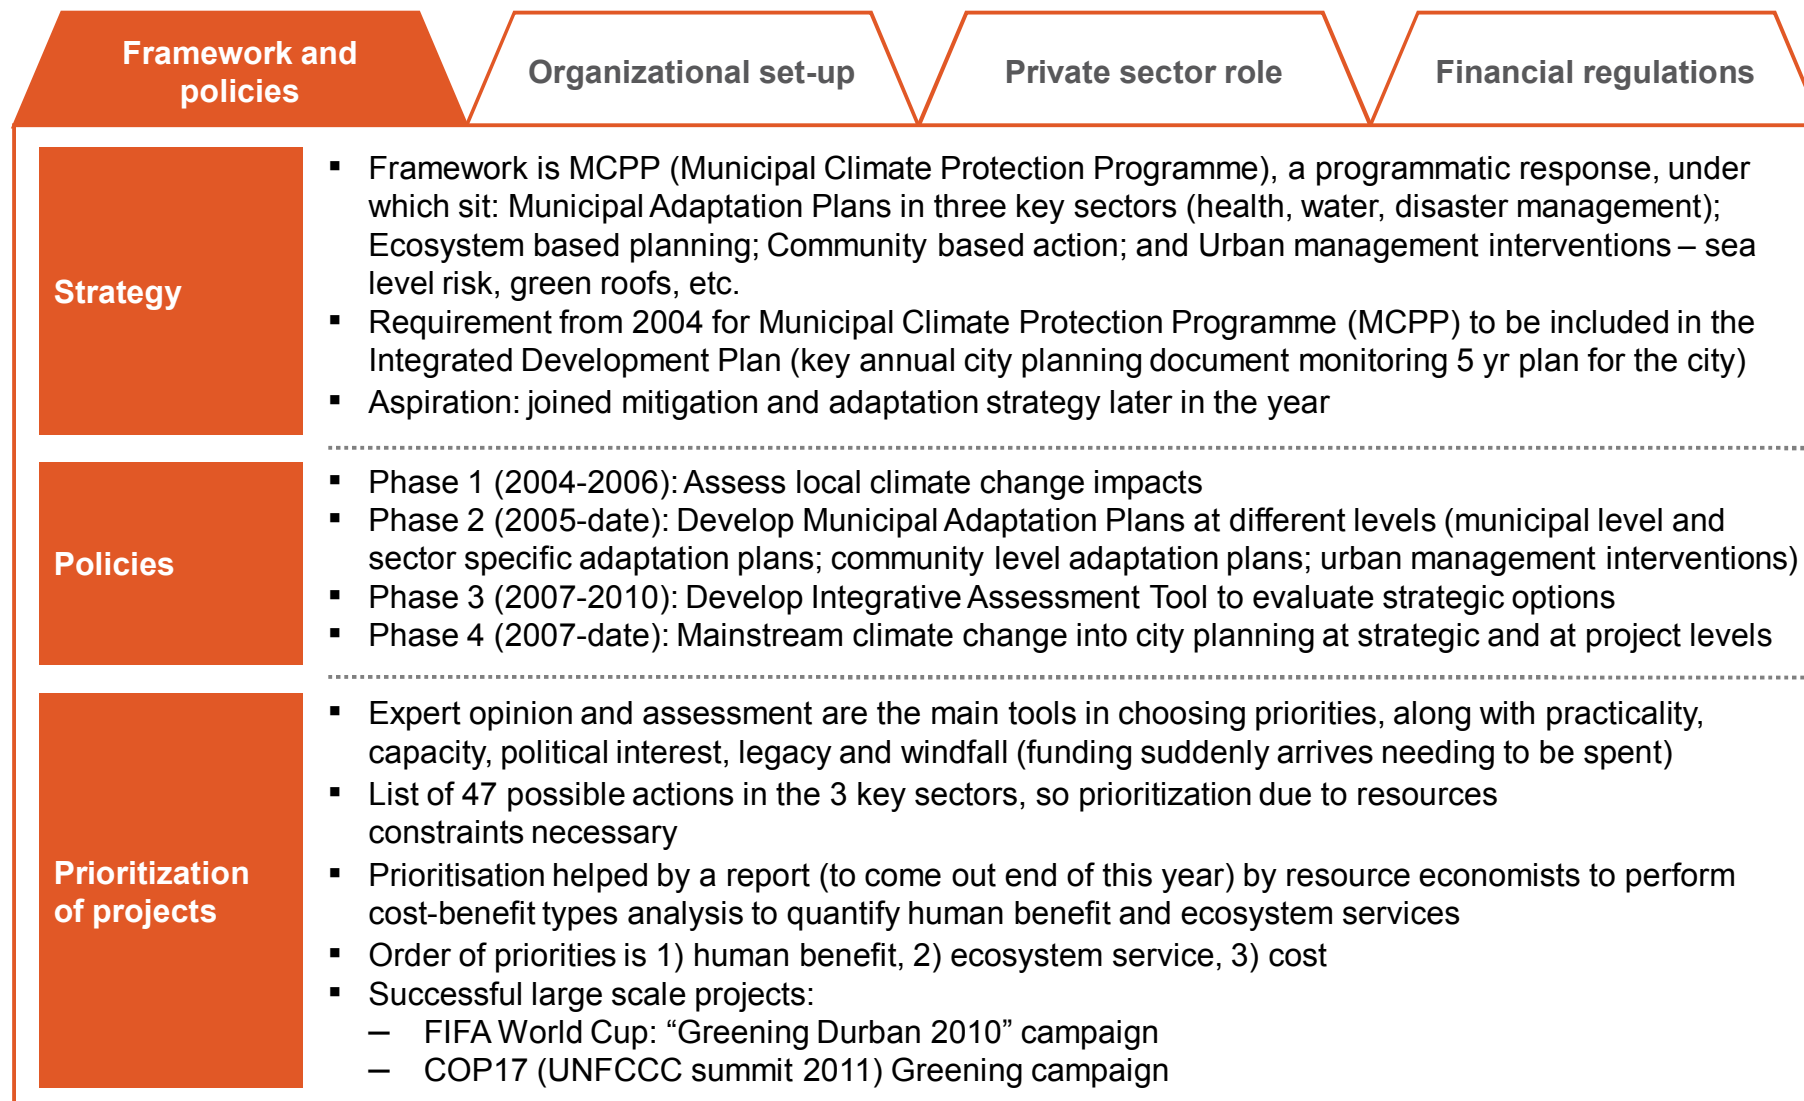 Framework and
policies
Organizational set-up
Private sector role
Financial regulations
Strategy
▪ Framework is MCPP (Municipal Climate Protection Programme), a programmatic response, under
which sit: Municipal Adaptation Plans in three key sectors (health, water, disaster management);
Ecosystem based planning; Community based action; and Urban management interventions – sea
level risk, green roofs, etc.
▪ Requirement from 2004 for Municipal Climate Protection Programme (MCPP) to be included in the
Integrated Development Plan (key annual city planning document monitoring 5 yr plan for the city)
▪ Aspiration: joined mitigation and adaptation strategy later in the year
Policies
▪ Phase 1 (2004-2006): Assess local climate change impacts
▪ Phase 2 (2005-date): Develop Municipal Adaptation Plans at different levels (municipal level and
sector specific adaptation plans; community level adaptation plans; urban management interventions)
▪ Phase 3 (2007-2010): Develop Integrative Assessment Tool to evaluate strategic options
▪ Phase 4 (2007-date): Mainstream climate change into city planning at strategic and at project levels
Prioritization
of projects
▪ Expert opinion and assessment are the main tools in choosing priorities, along with practicality,
capacity, political interest, legacy and windfall (funding suddenly arrives needing to be spent)
▪ List of 47 possible actions in the 3 key sectors, so prioritization due to resources
constraints necessary
▪ Prioritisation helped by a report (to come out end of this year) by resource economists to perform
cost-benefit types analysis to quantify human benefit and ecosystem services
▪ Order of priorities is 1) human benefit, 2) ecosystem service, 3) cost
▪ Successful large scale projects:
– FIFA World Cup: “Greening Durban 2010” campaign
– COP17 (UNFCCC summit 2011) Greening campaign